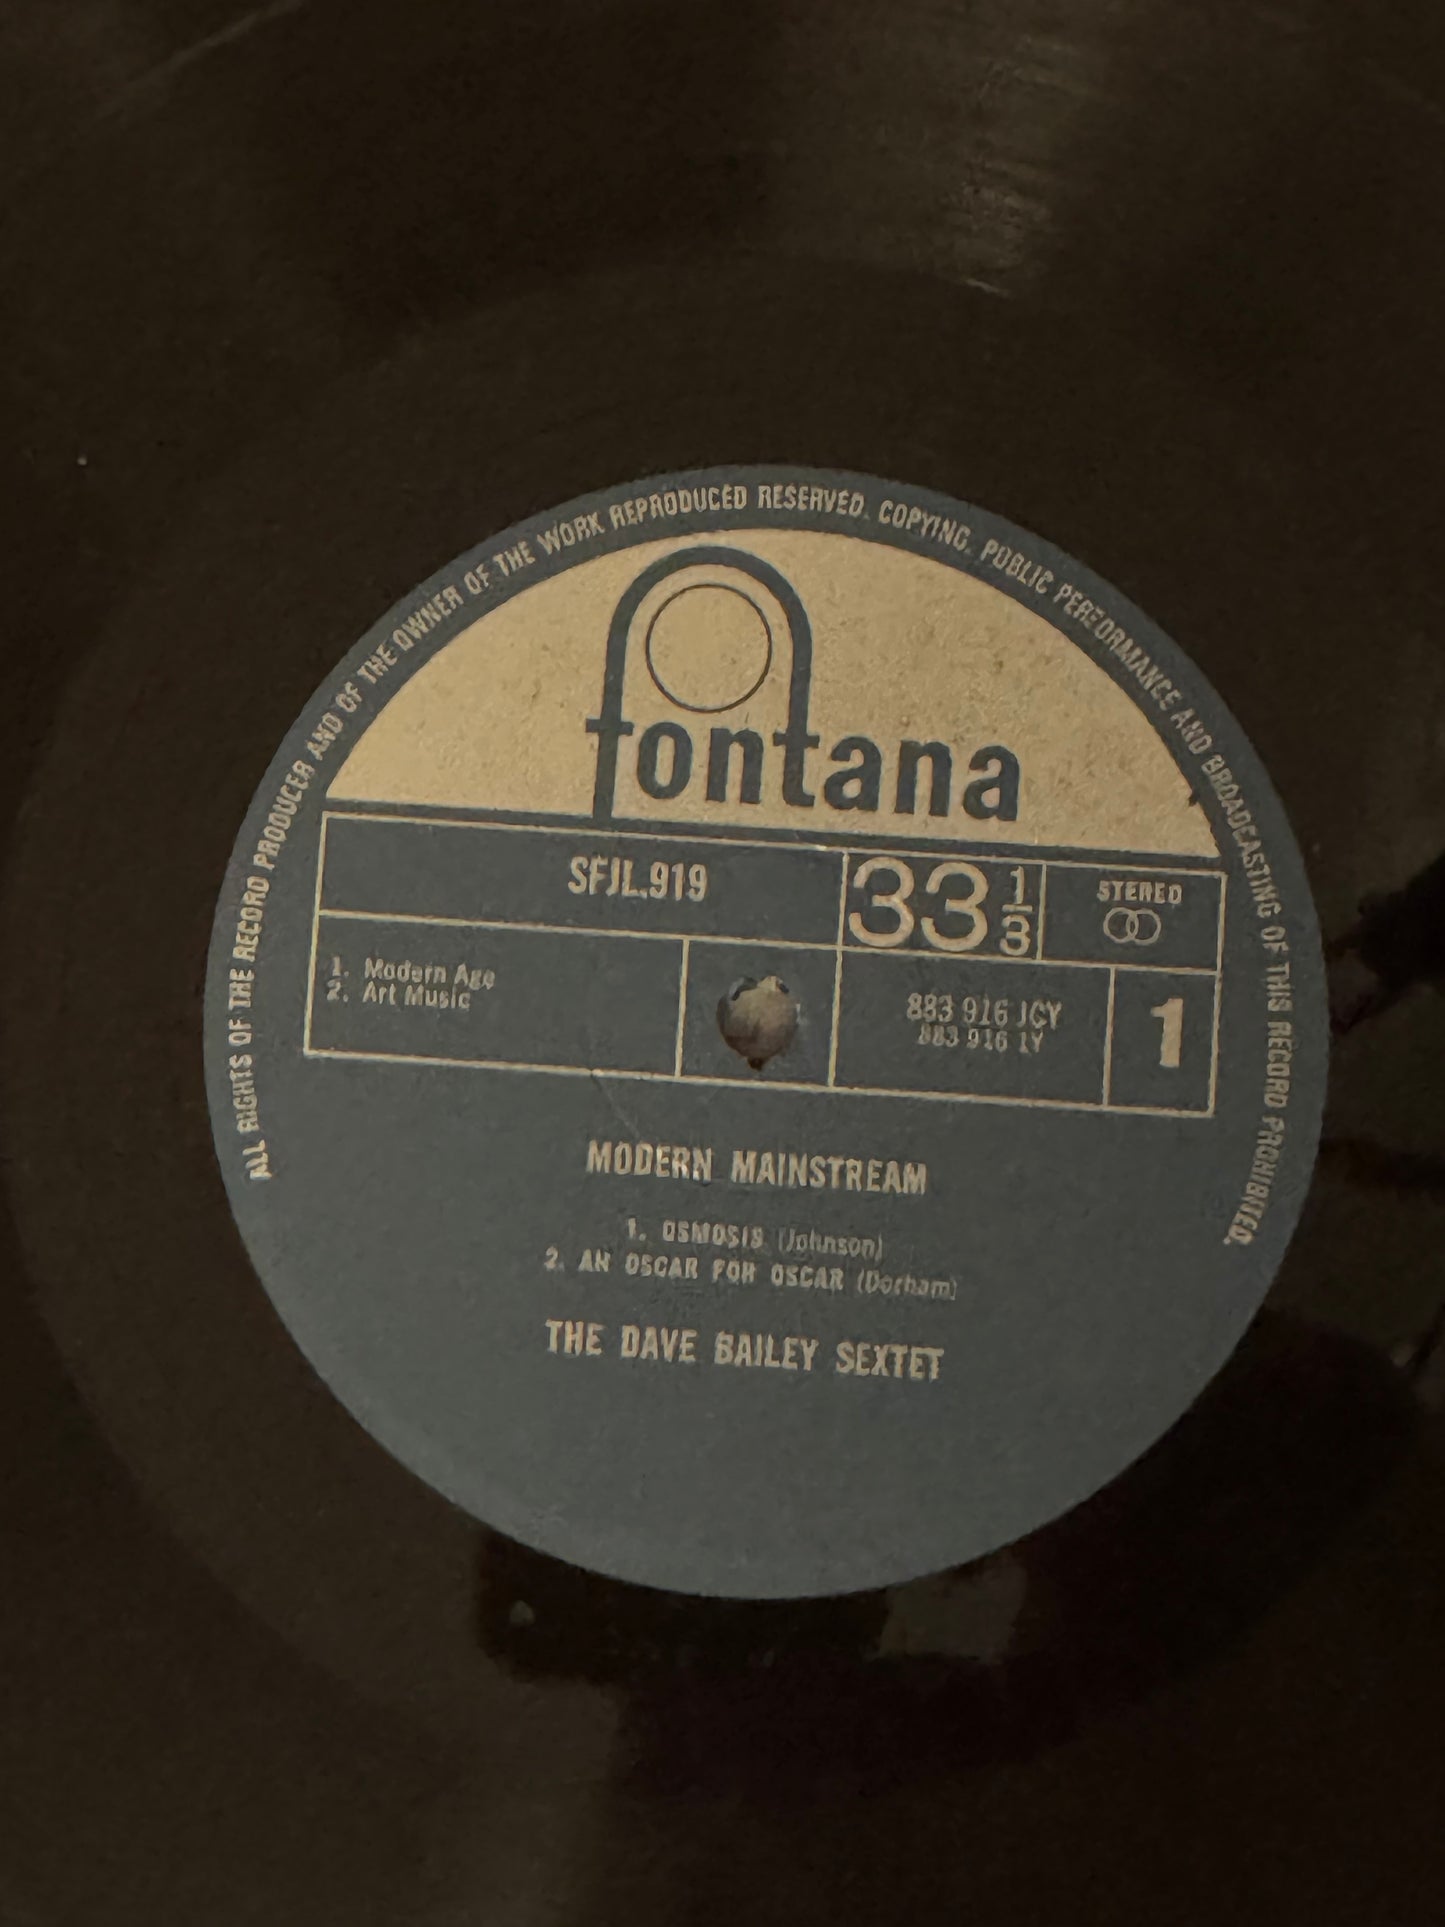 ALL RIGHTS OF THE RECORD PRODUCER AND OF THE OWNER OF THE WORK REPRODUCED RESERVED. COPYING, PUBLIC PERFORMANCE AND BROADCASTING OF THIS RECORD PROHIBITED.
fontana
SFJL.919
33 1/3
STEREO
1. Modern Age
2. Art Music
883 916 JCY
883 916 1Y
1
MODERN MAINSTREAM
1. OSMOSIS (Johnson)
2. AN OSCAR FOR OSCAR (Dorham)
THE DAVE BAILEY SEXTET